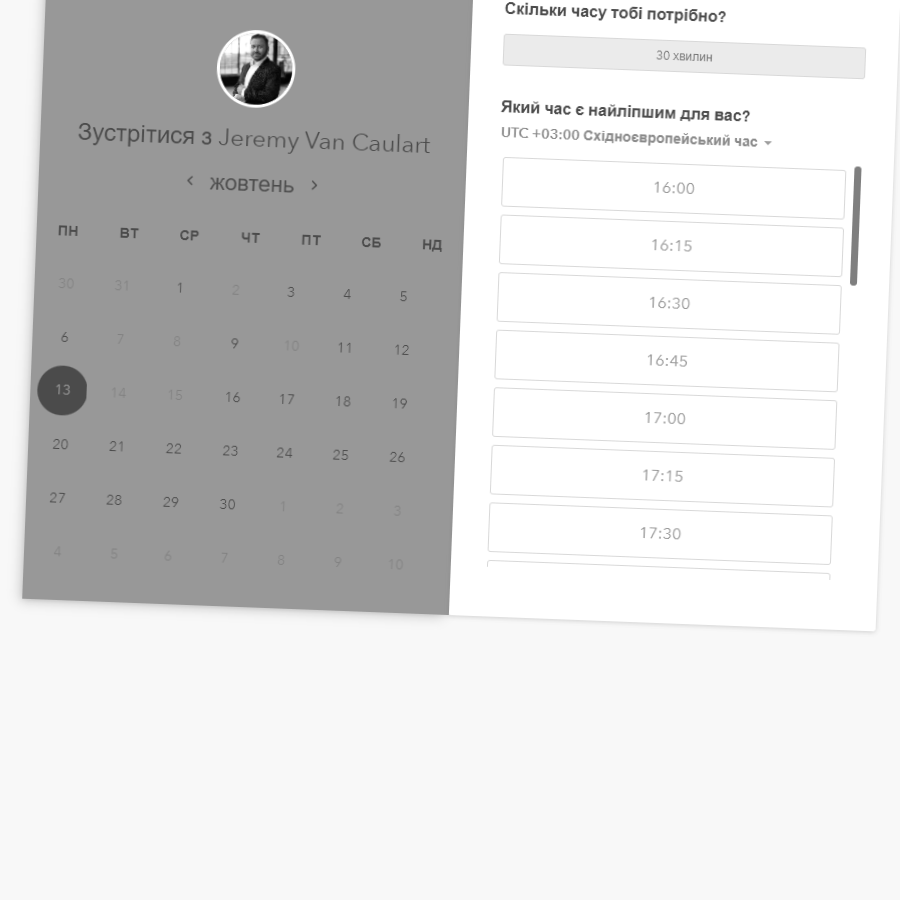 Зустрітися з Jeremy Van Caulart
жовтень
ПН ВТ СР ЧТ ПТ СБ НД
30 31 1 2 3 4 5
6 7 8 9 10 11 12
13 14 15 16 17 18 19
20 21 22 23 24 25 26
27 28 29 30 1 2 3
4 5 6 7 8 9 10
Скільки часу тобі потрібно?
30 хвилин
Який час є найліпшим для вас?
UTC +03:00 Східноєвропейський час
16:00
16:15
16:30
16:45
17:00
17:15
17:30